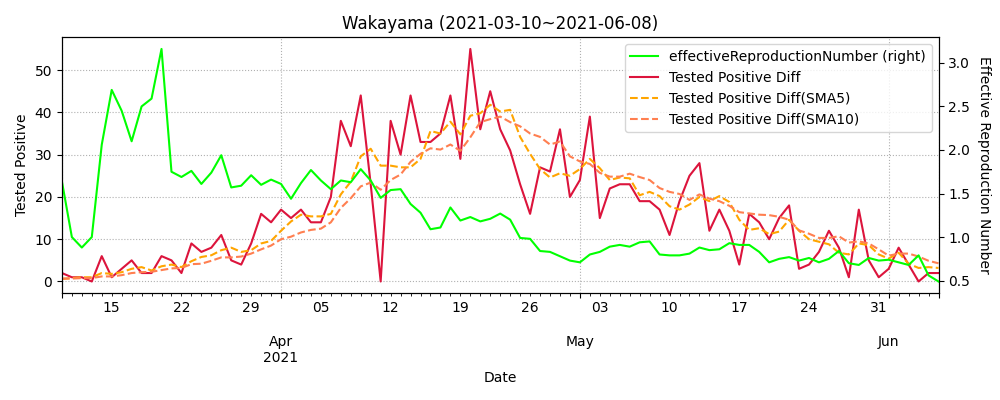 Wakayama (2021-03-10~2021-06-08)
effectiveReproductionNumber (right)
Tested Positive Diff
Tested Positive Diff(SMA5)
Tested Positive Diff(SMA10)
Tested Positive
50
40
30
20
10
0
3.0
2.5
2.0
1.5
1.0
0.5
Effective Reproduction Number
15 22 29 05 12 19 26 03 10 17 24 31
Apr May Jun
2021
Date